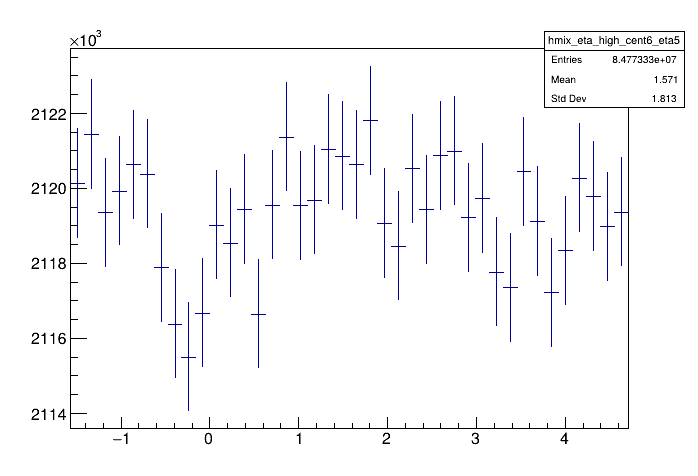 ×10³
hmix_eta_high_cent6_eta5
Entries 8.477333e+07
Mean 1.571
Std Dev 1.813
2122
2120
2118
2116
2114
−1 0 1 2 3 4